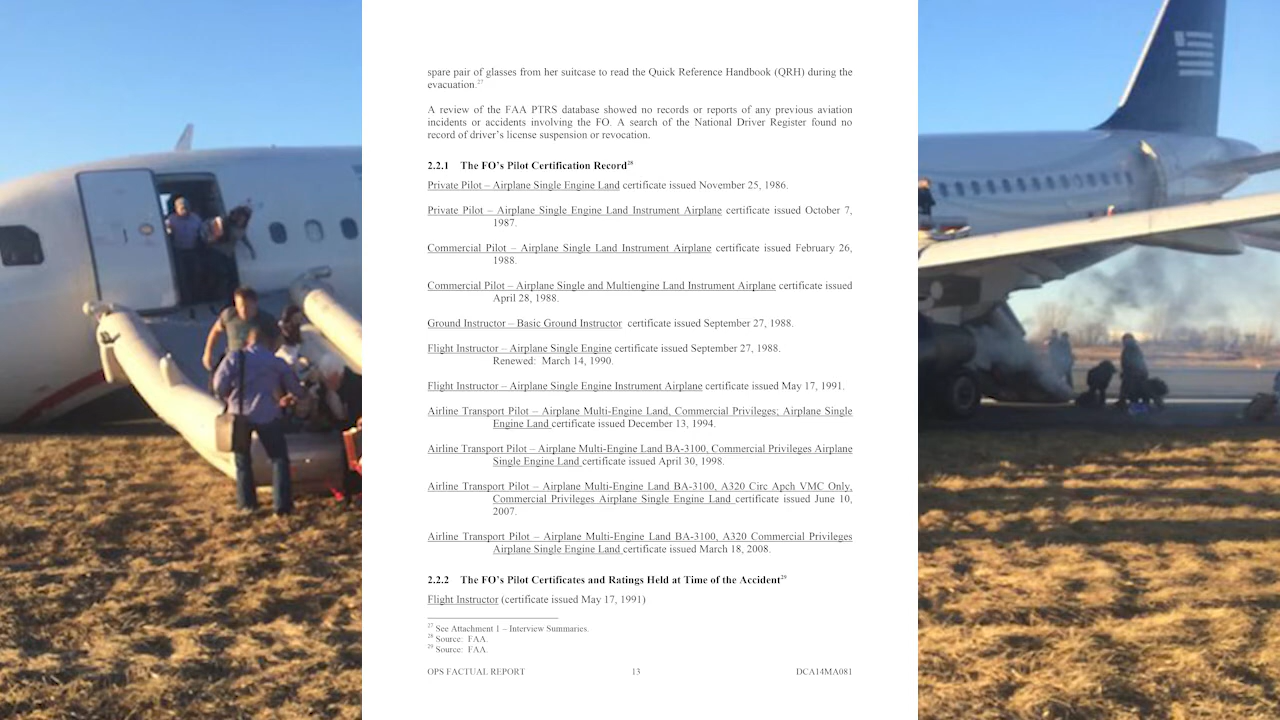 spare pair of glasses from her suitcase to read the Quick Reference Handbook (QRH) during the
evacuation.27
A review of the FAA PTRS database showed no records or reports of any previous aviation
incidents or accidents involving the FO. A search of the National Driver Register found no
record of driver's license suspension or revocation.
2.2.1 The FO's Pilot Certification Record28
Private Pilot – Airplane Single Engine Land certificate issued November 25, 1986.
Private Pilot – Airplane Single Engine Land Instrument Airplane certificate issued October 7,
1987.
Commercial Pilot – Airplane Single Land Instrument Airplane certificate issued February 26,
1988.
Commercial Pilot – Airplane Single and Multiengine Land Instrument Airplane certificate issued
April 28, 1988.
Ground Instructor – Basic Ground Instructor certificate issued September 27, 1988.
Flight Instructor – Airplane Single Engine certificate issued September 27, 1988.
Renewed: March 14, 1990.
Flight Instructor – Airplane Single Engine Instrument Airplane certificate issued May 17, 1991.
Airline Transport Pilot – Airplane Multi-Engine Land, Commercial Privileges; Airplane Single
Engine Land certificate issued December 13, 1994.
Airline Transport Pilot – Airplane Multi-Engine Land BA-3100, Commercial Privileges Airplane
Single Engine Land certificate issued April 30, 1998.
Airline Transport Pilot – Airplane Multi-Engine Land BA-3100, A320 Circ Apch VMC Only,
Commercial Privileges Airplane Single Engine Land certificate issued June 10,
2007.
Airline Transport Pilot – Airplane Multi-Engine Land BA-3100, A320 Commercial Privileges
Airplane Single Engine Land certificate issued March 18, 2008.
2.2.2 The FO's Pilot Certificates and Ratings Held at Time of the Accident29
Flight Instructor (certificate issued May 17, 1991)
27 See Attachment 1 – Interview Summaries.
28 Source: FAA.
29 Source: FAA.
OPS FACTUAL REPORT 13 DCA14MA081